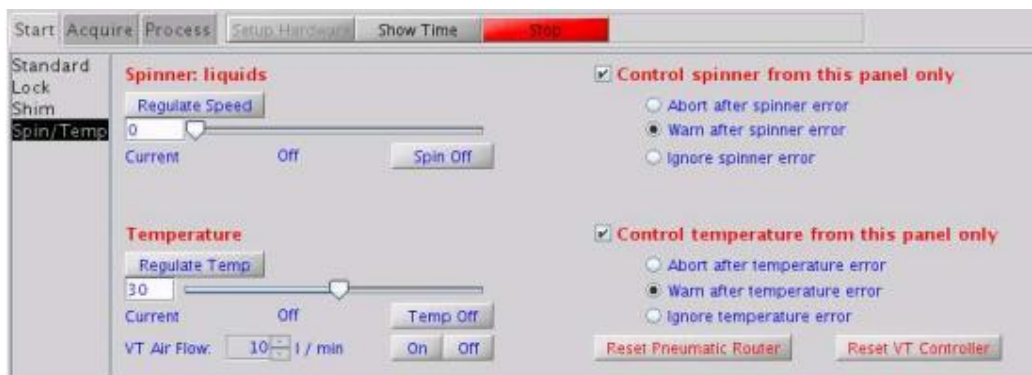 Start Acquire Process Setup Hardware Show Time Stop
Standard
Lock
Shim
Spin/Temp
Spinner: liquids
Regulate Speed
0
Current Off Spin Off
Control spinner from this panel only
Abort after spinner error
Warn after spinner error
Ignore spinner error
Temperature
Regulate Temp
30
Current Off Temp Off
VT Air Flow: 10 l / min On Off
Control temperature from this panel only
Abort after temperature error
Warn after temperature error
Ignore temperature error
Reset Pneumatic Router Reset VT Controller